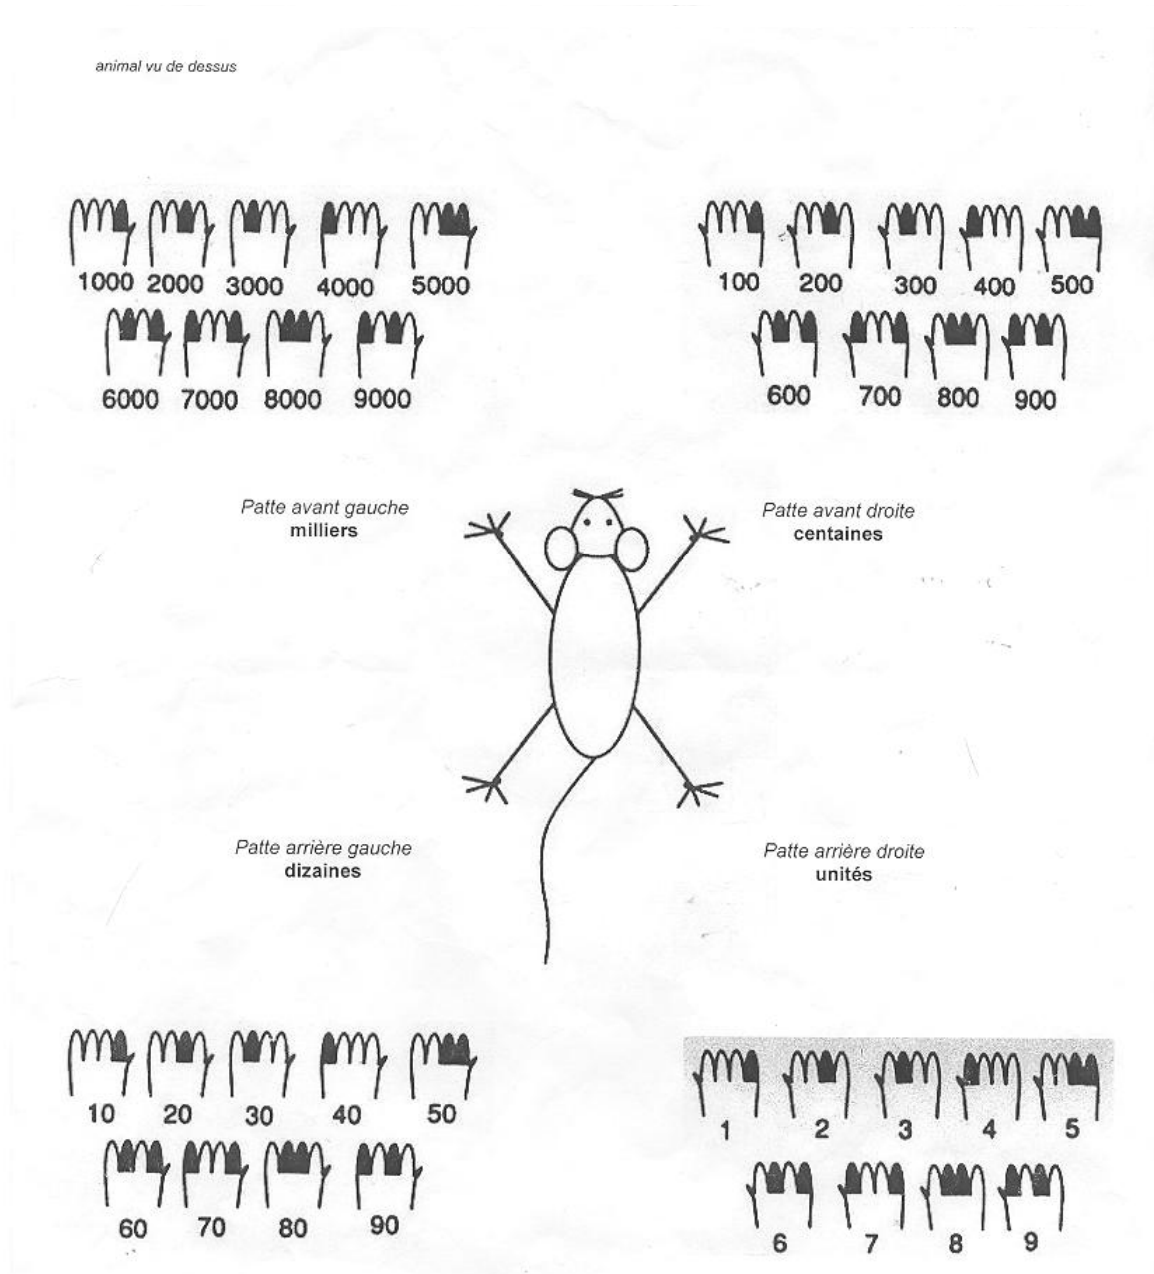 animal vu de dessus
1000 2000 3000 4000 5000
6000 7000 8000 9000
100 200 300 400 500
600 700 800 900
Patte avant gauche
milliers
Patte avant droite
centaines
Patte arrière gauche
dizaines
Patte arrière droite
unités
10 20 30 40 50
60 70 80 90
1 2 3 4 5
6 7 8 9